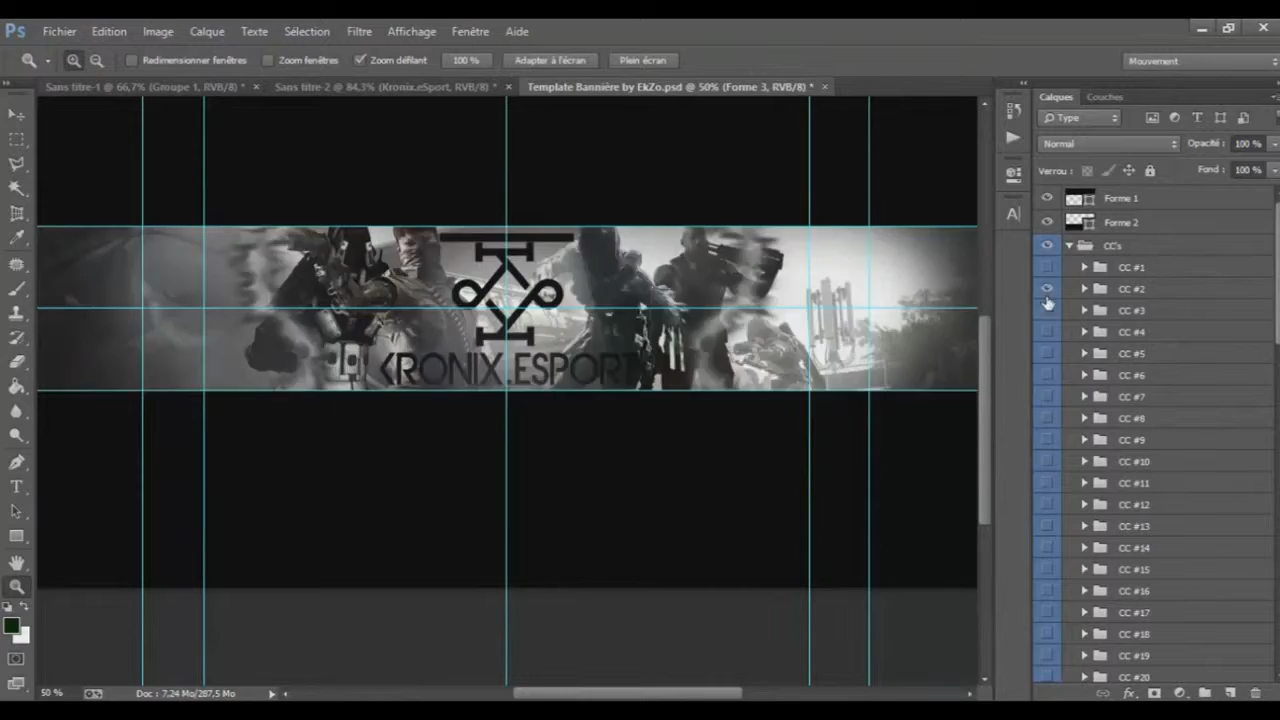 Ps Fichier Edition Image Calque Texte Sélection Filtre Affichage Fenêtre Aide
Redimensionner fenêtres Zoom fenêtres Zoom défilant 100 % Adapter à l'écran Plein écran Mouvement
Sans titre-1 @ 66,7% (Groupe 1, RVB/8) * × Sans titre-2 @ 84,3% (Kronix.eSport, RVB/8) * × Template Bannière by EkZo.psd @ 50% (Forme 3, RVB/8) * ×
Calques Couches
Type
Normal Opacité : 100 %
Verrou : Fond : 100 %
Forme 1
Forme 2
CC's
CC #1
CC #2
CC #3
CC #4
CC #5
CC #6
CC #7
CC #8
CC #9
CC #10
CC #11
CC #12
CC #13
CC #14
CC #15
CC #16
CC #17
CC #18
CC #19
CC #20
KRONIX.ESPORT
50 % Doc : 7,24 Mo/287,5 Mo